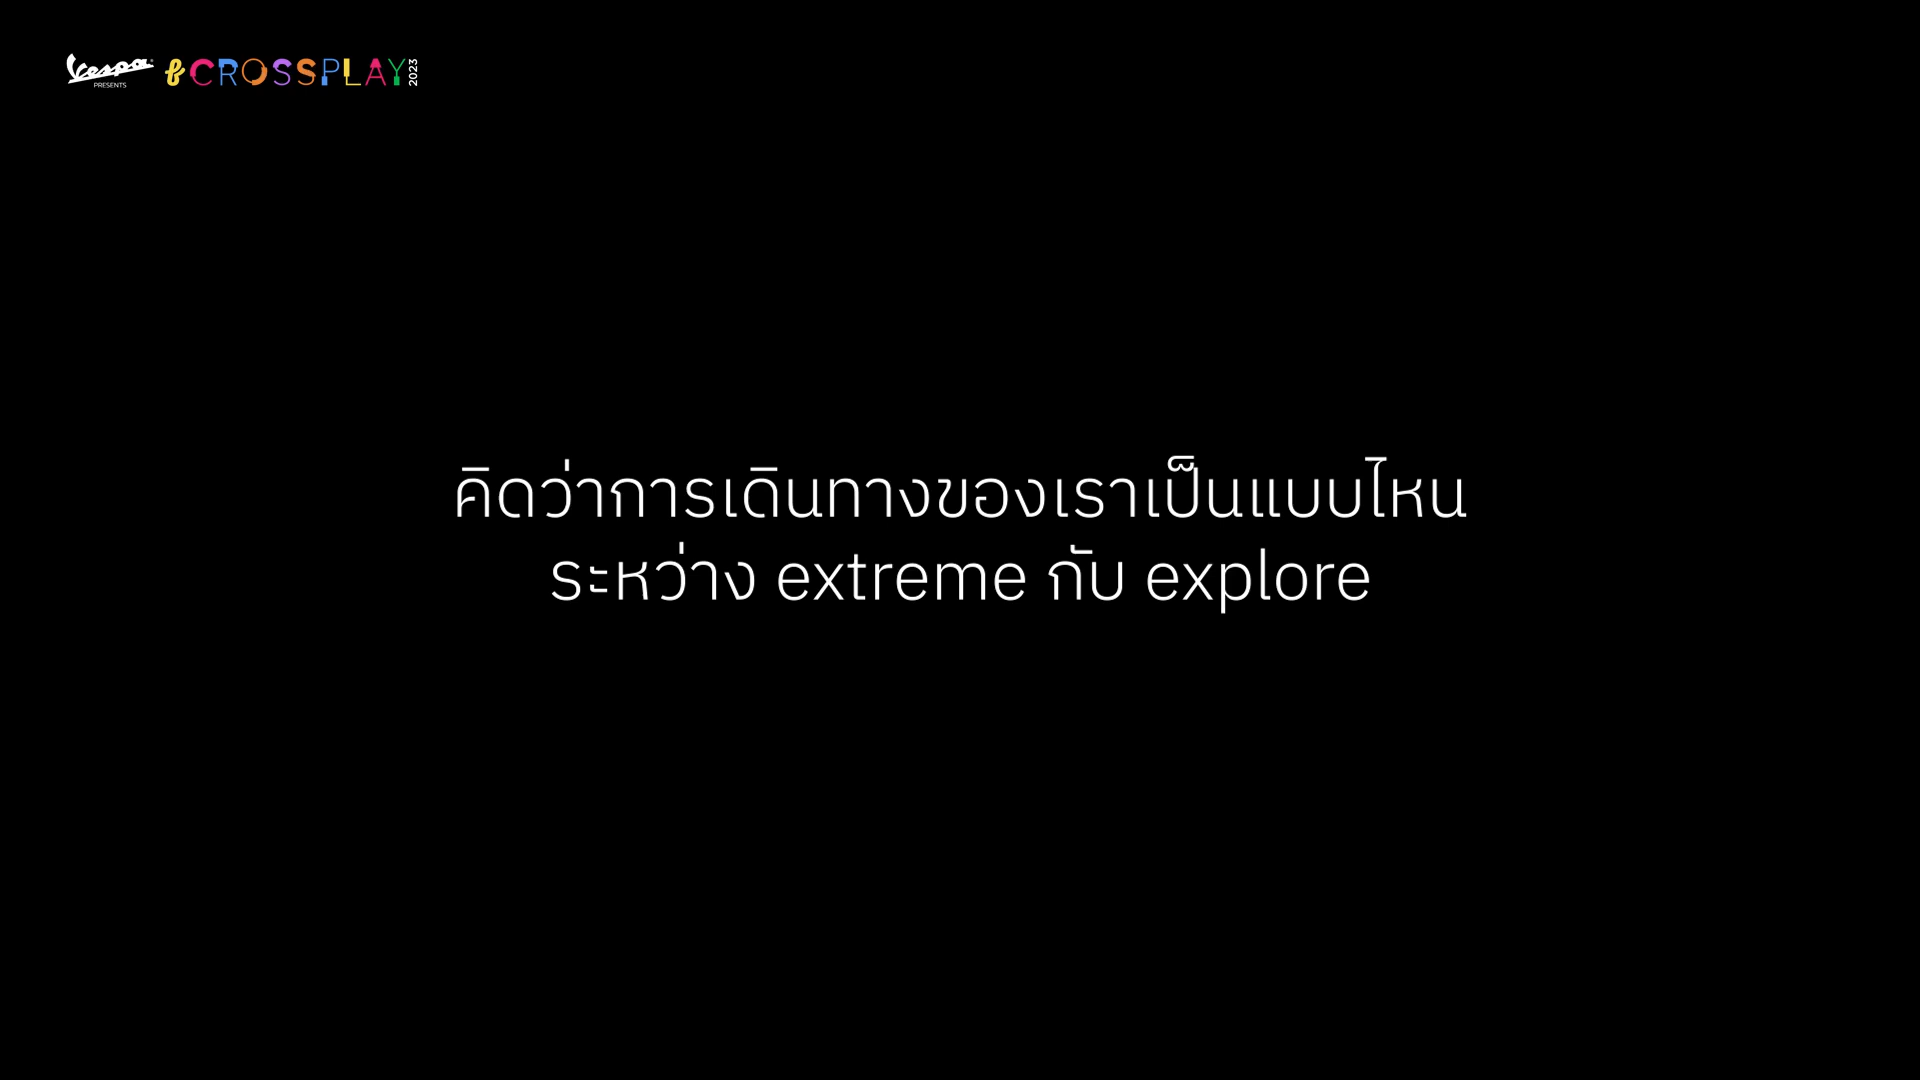 Vespa
PRESENTS
CROSSPLAY
2023
คิดว่าการเดินทางของเราเป็นแบบไหน
ระหว่าง extreme กับ explore